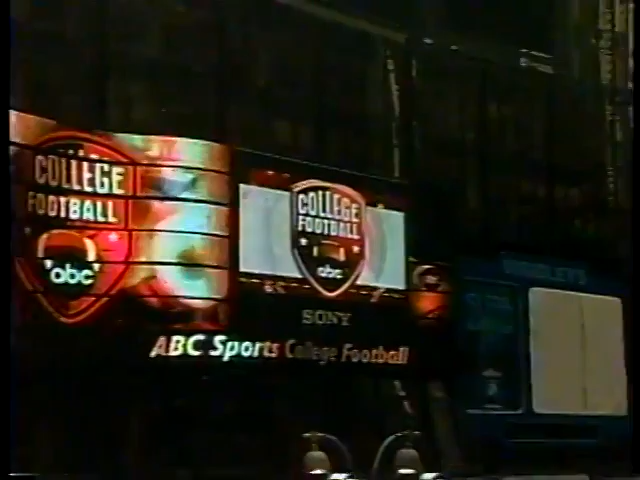 COLLEGE
FOOTBALL
abc
COLLEGE
FOOTBALL
abc
SONY
ABC Sports College Football